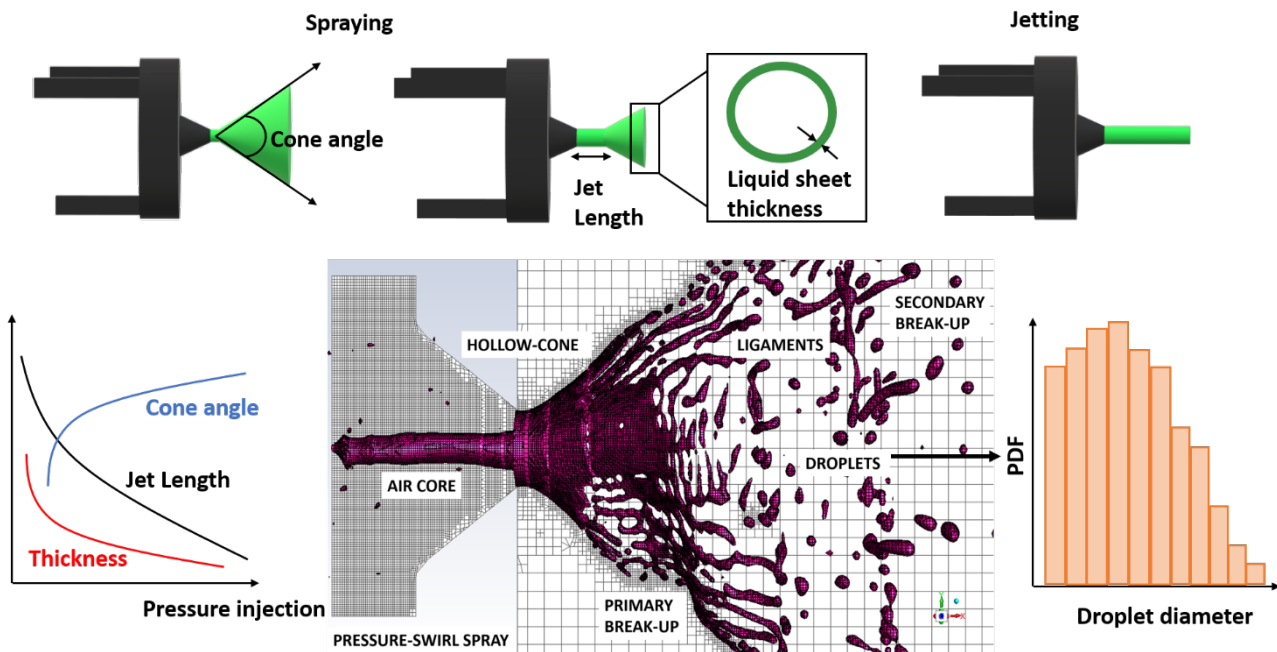 Spraying
Jetting
Cone angle
Jet
Length
Liquid sheet
thickness
Cone angle
Jet Length
Thickness
Pressure injection
HOLLOW-CONE
LIGAMENTS
SECONDARY
BREAK-UP
AIR CORE
DROPLETS
PRIMARY
BREAK-UP
PRESSURE-SWIRL SPRAY
Y
X
PDF
Droplet diameter